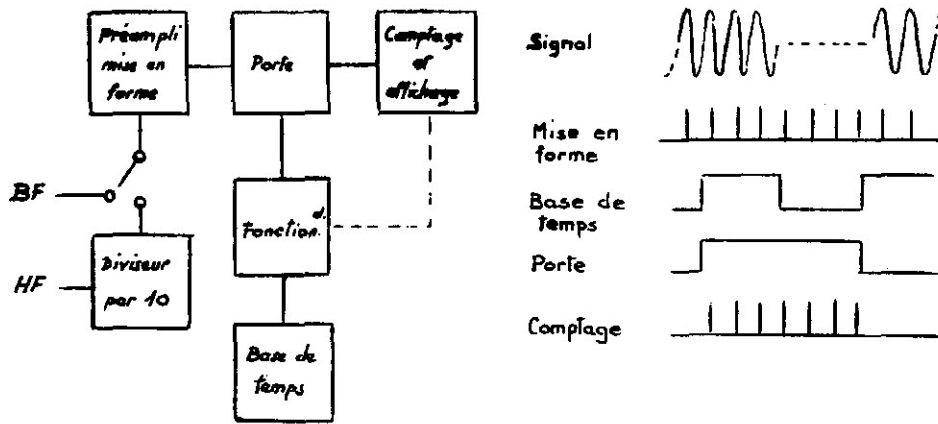 Préampli
mise en
forme
Porte
Comptage
et
affichage
BF
HF
Diviseur
par 10
Fonction.
d.
Base de
temps
Signal
Mise en
forme
Base de
temps
Porte
Comptage